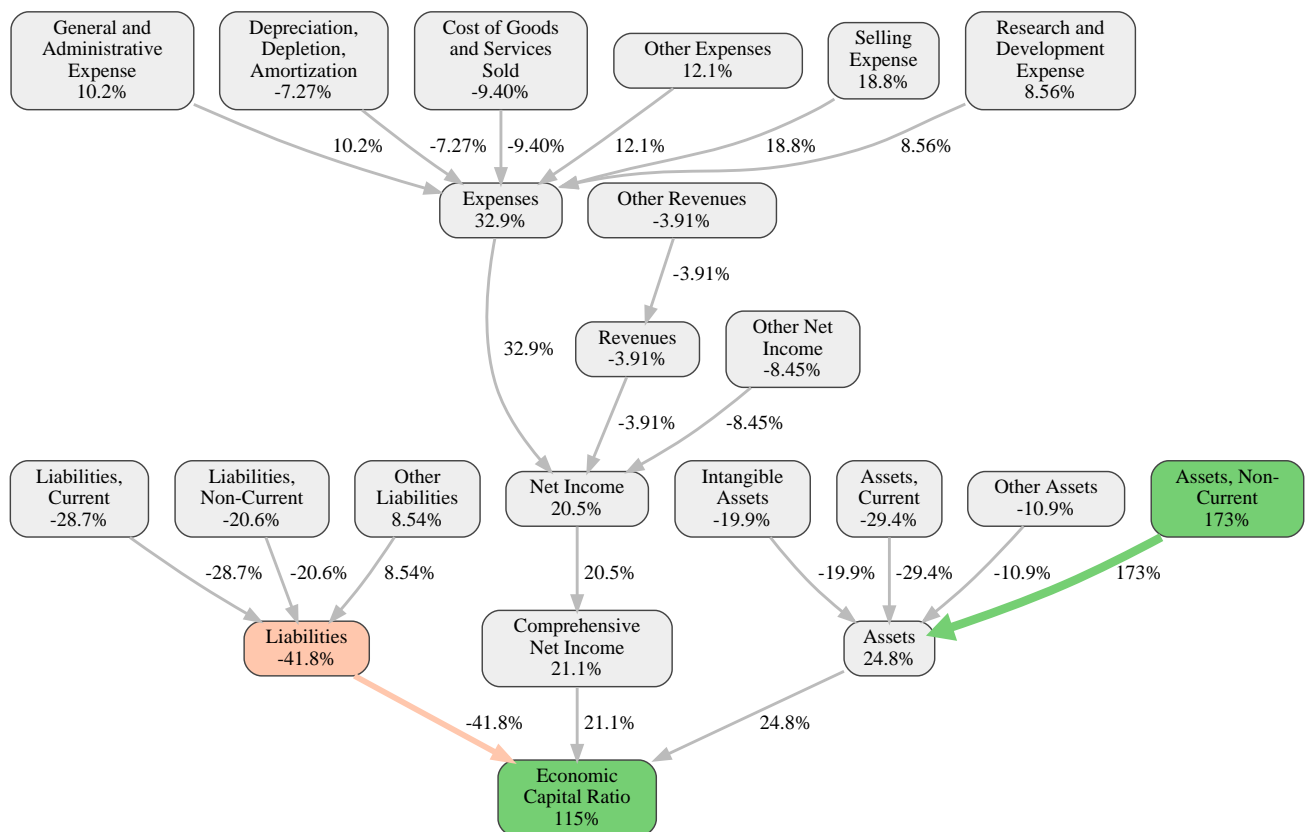 General and
Administrative
Expense
10.2%
Depreciation,
Depletion,
Amortization
-7.27%
Cost of Goods
and Services
Sold
-9.40%
Other Expenses
12.1%
Selling
Expense
18.8%
Research and
Development
Expense
8.56%
10.2%
-7.27%
-9.40%
12.1%
18.8%
8.56%
Expenses
32.9%
Other Revenues
-3.91%
-3.91%
Revenues
-3.91%
Other Net
Income
-8.45%
32.9%
-3.91%
-8.45%
Liabilities,
Current
-28.7%
Liabilities,
Non-Current
-20.6%
Other
Liabilities
8.54%
Net Income
20.5%
Intangible
Assets
-19.9%
Assets,
Current
-29.4%
Other Assets
-10.9%
Assets, Non-
Current
173%
-28.7%
-20.6%
8.54%
20.5%
-19.9%
-29.4%
-10.9%
173%
Liabilities
-41.8%
Comprehensive
Net Income
21.1%
Assets
24.8%
-41.8%
21.1%
24.8%
Economic
Capital Ratio
115%